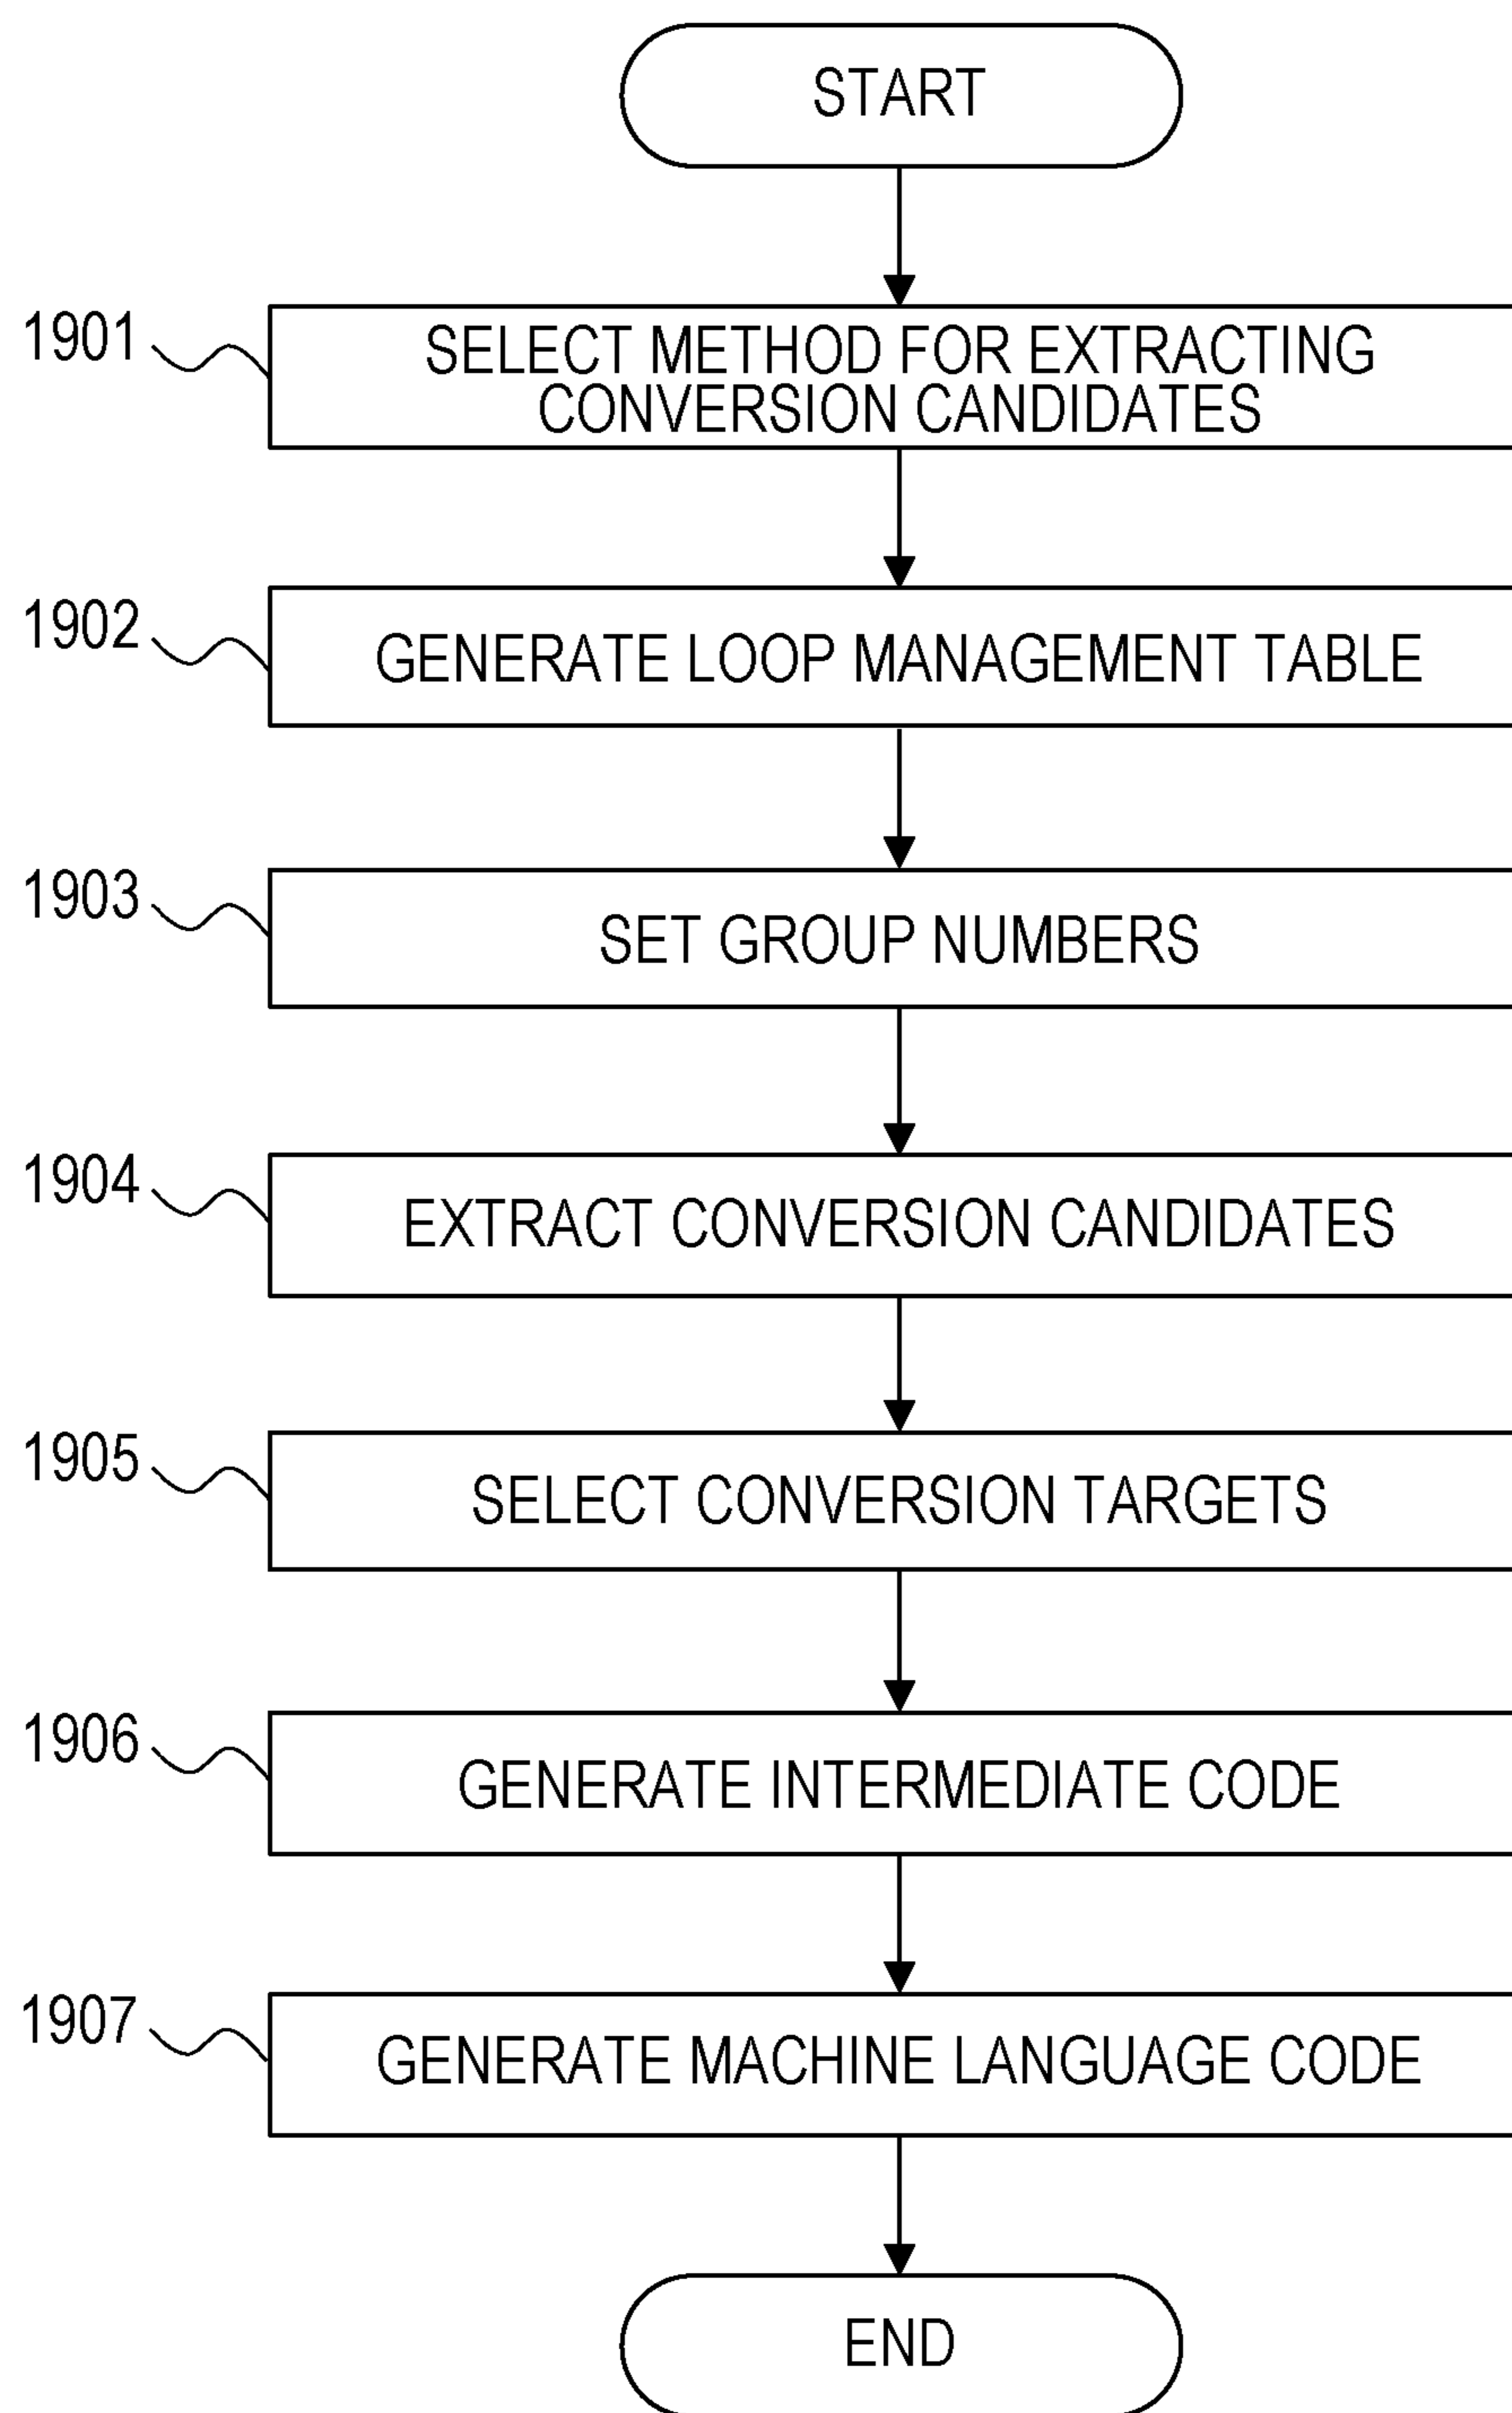 START
1901
SELECT METHOD FOR EXTRACTING
CONVERSION CANDIDATES
1902
GENERATE LOOP MANAGEMENT TABLE
1903
SET GROUP NUMBERS
1904
EXTRACT CONVERSION CANDIDATES
1905
SELECT CONVERSION TARGETS
1906
GENERATE INTERMEDIATE CODE
1907
GENERATE MACHINE LANGUAGE CODE
END